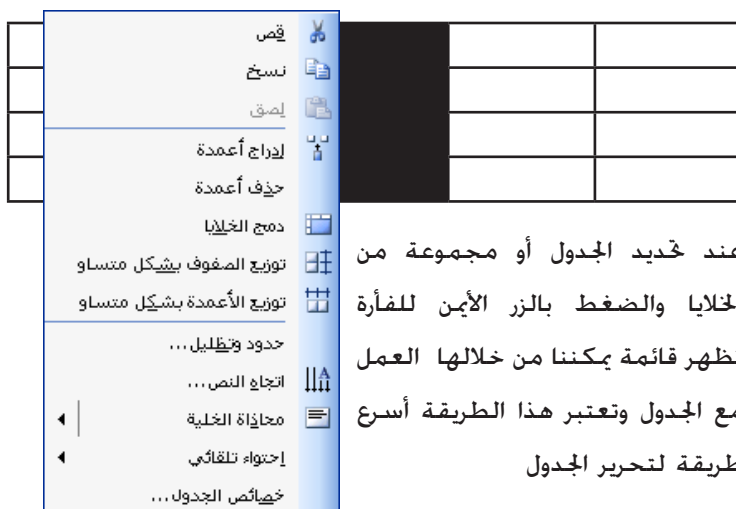 قص
نسخ
لصق
إدراج أعمدة
حذف أعمدة
دمج الخلايا
توزيع الصفوف بشكل متساو
توزيع الأعمدة بشكل متساو
حدود وتظليل...
اتجاه النص...
محاذاة الخلية
إحتواء تلقائي
خصائص الجدول...
عند تحديد الجدول أو مجموعة من
الخلايا والضغط بالزر الأيمن للفأرة
تظهر قائمة يمكننا من خلالها العمل
مع الجدول وتعتبر هذا الطريقة أسرع
طريقة لتحرير الجدول